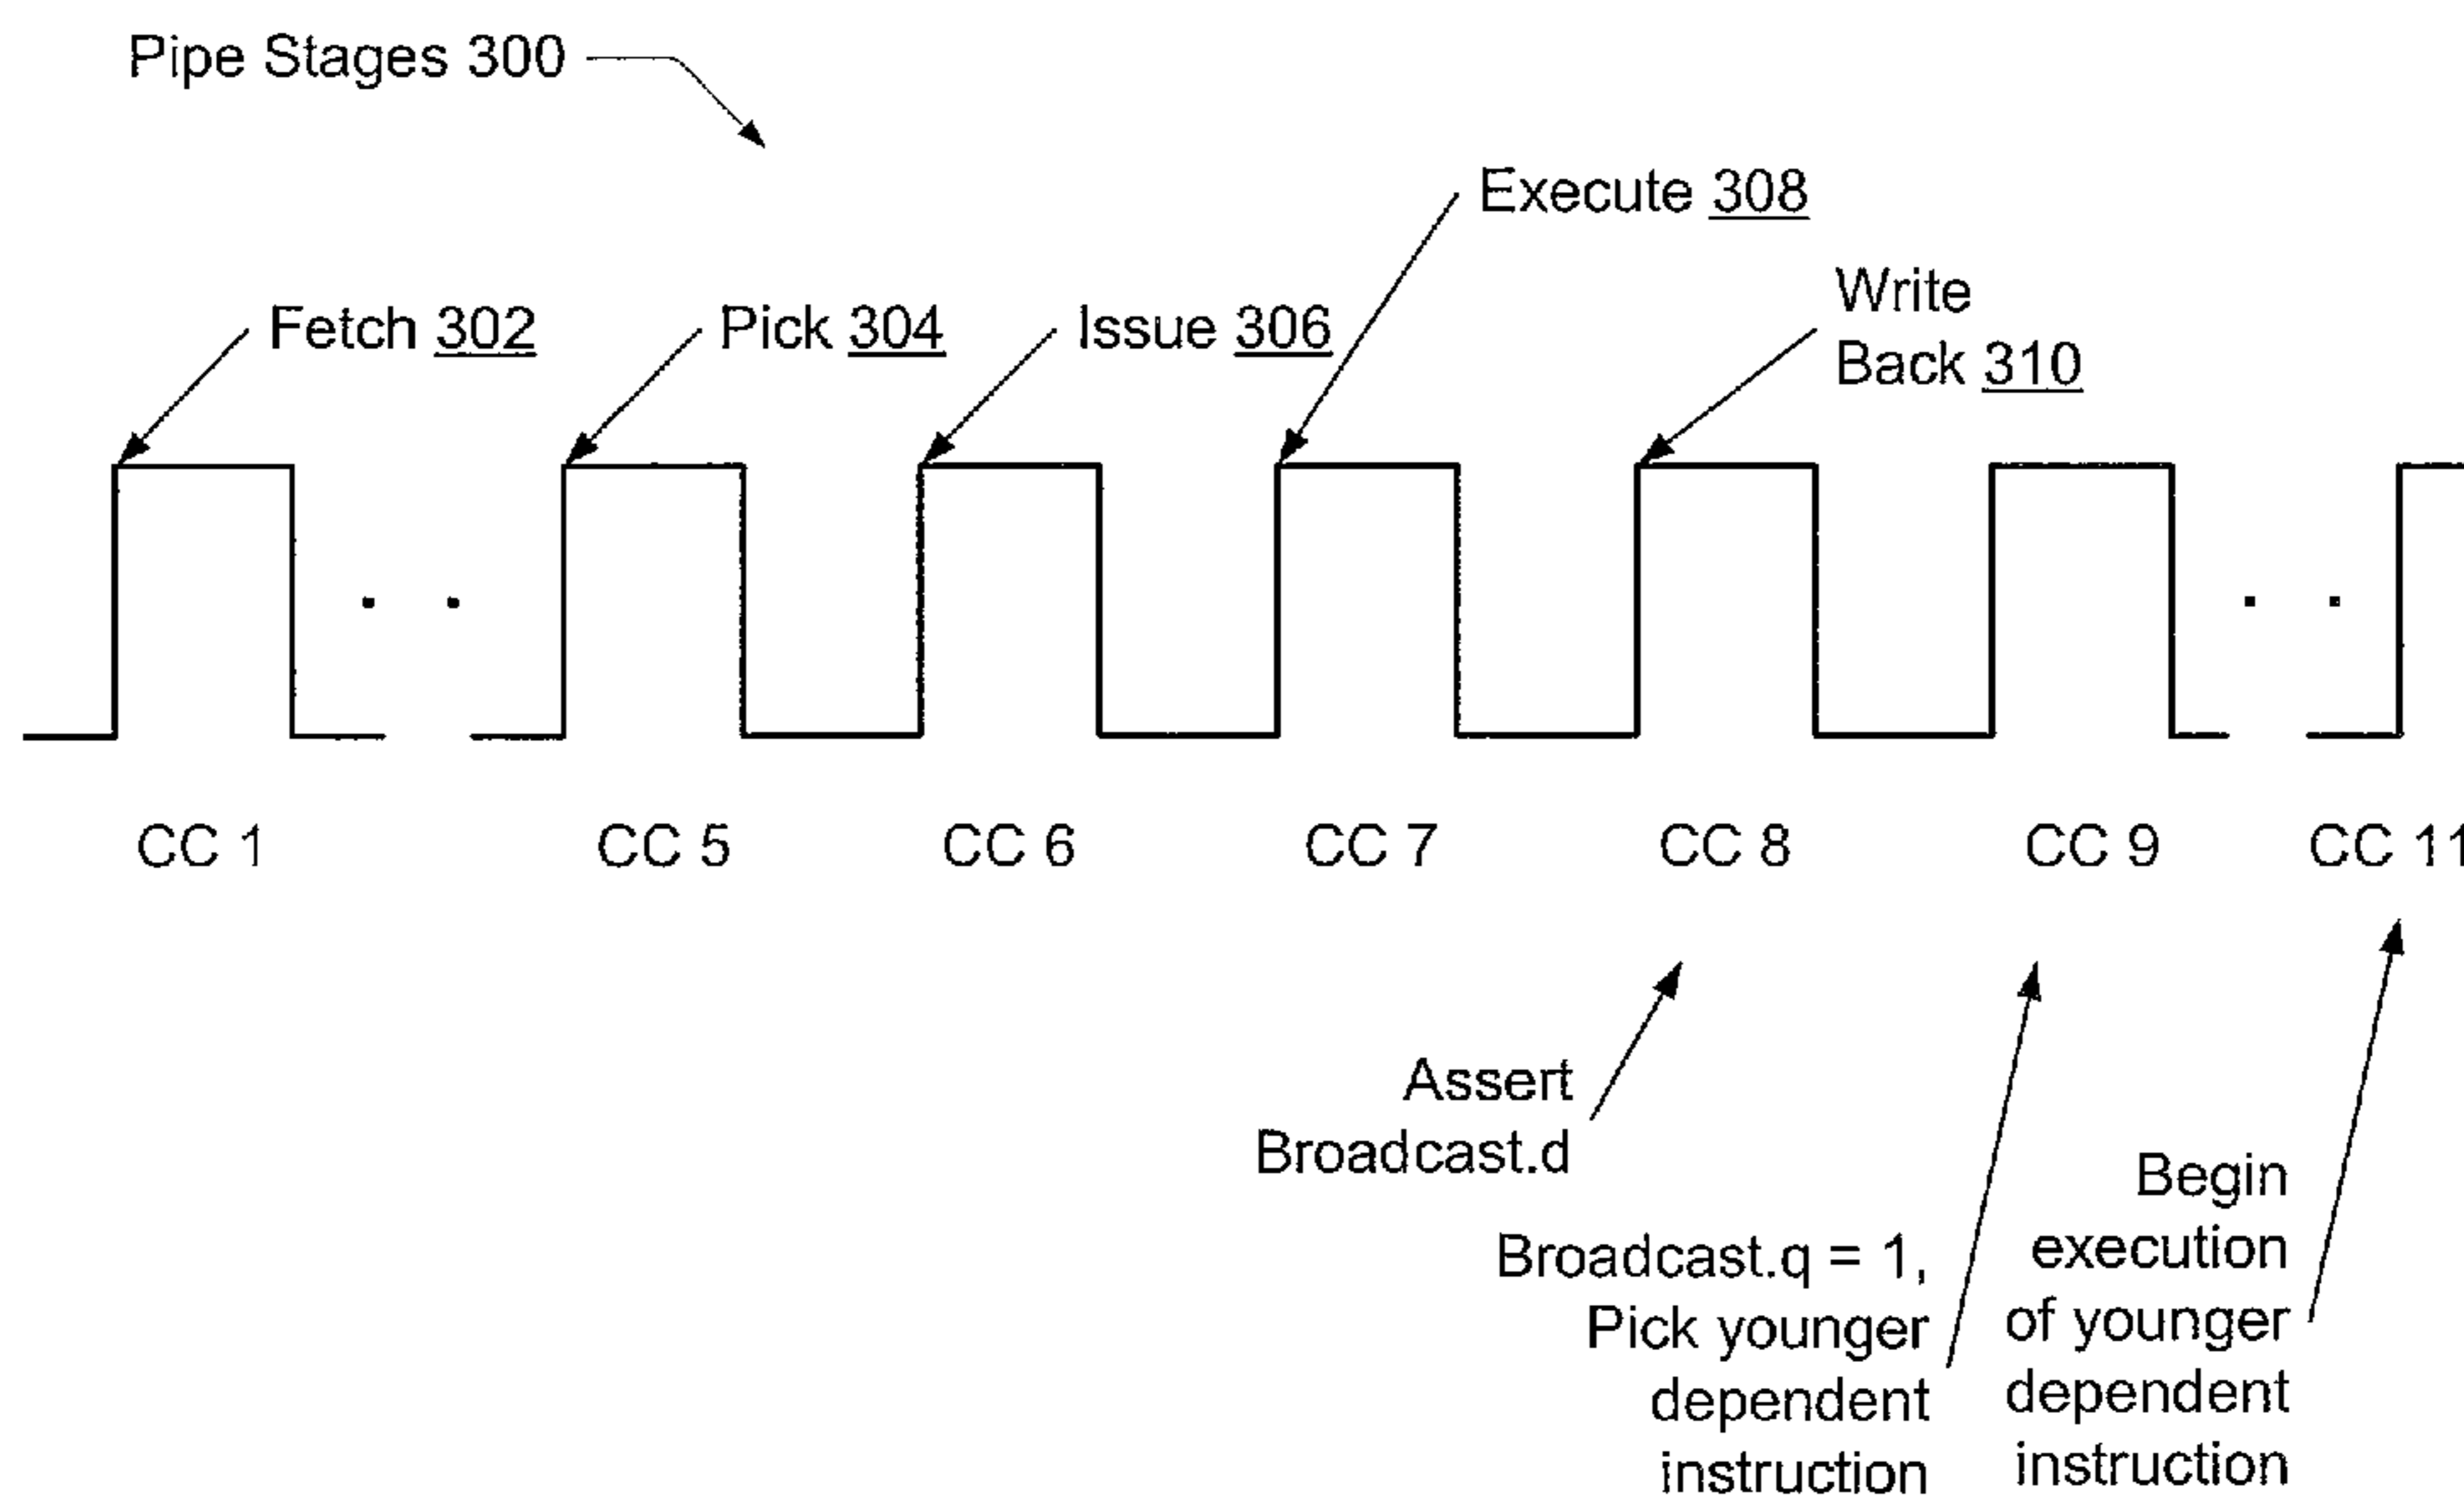 Pipe Stages 300
Execute 308
Write
Back 310
Fetch 302
Pick 304
Issue 306
CC 1
CC 5
CC 6
CC 7
CC 8
CC 9
CC 11
Assert
Broadcast.d
Broadcast.q = 1,
Pick younger
dependent
instruction
Begin
execution
of younger
dependent
instruction